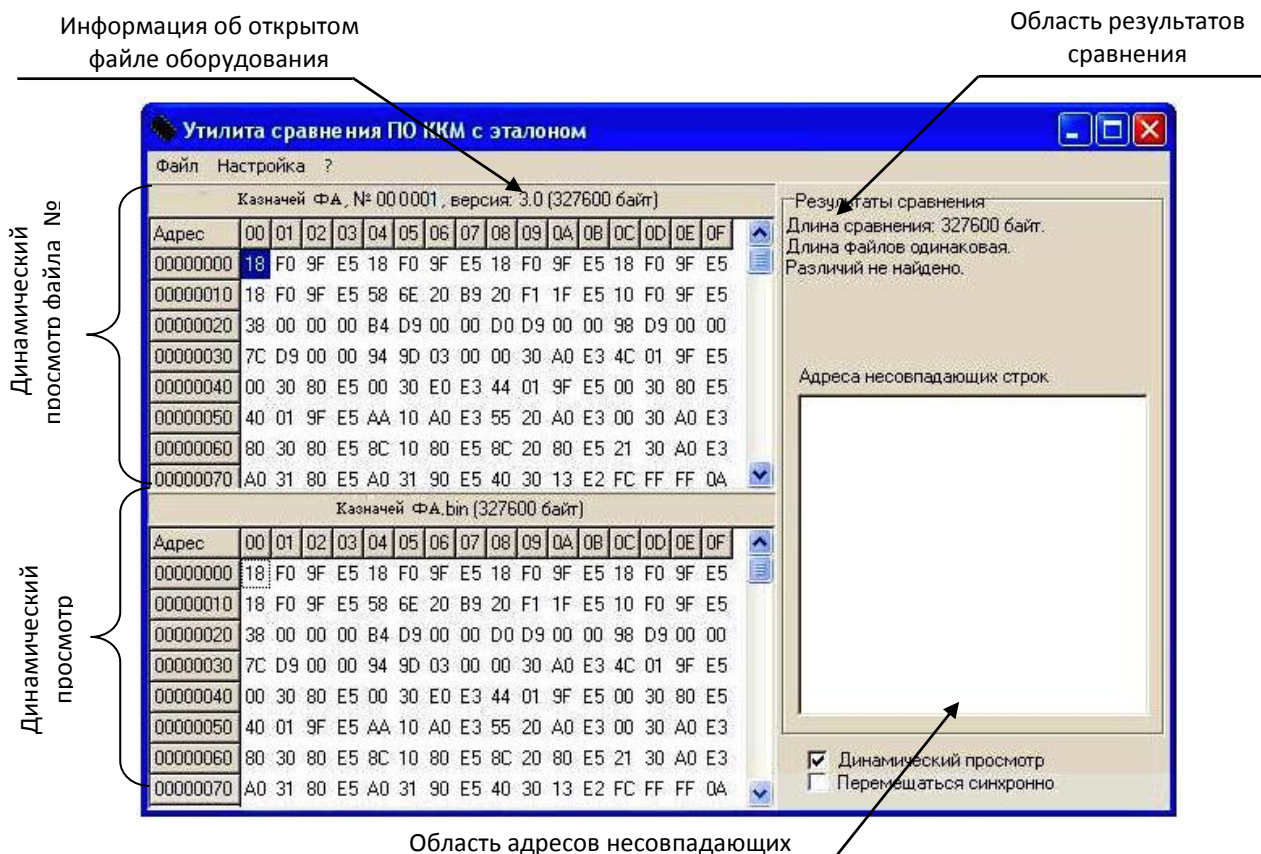 Информация об открытом
файле оборудования
Область результатов
сравнения
Утилита сравнения ПО ККМ с эталоном
Файл Настройка ?
Казначей ФА, № 000001, версия: 3.0 (327600 байт)
Адрес 00 01 02 03 04 05 06 07 08 09 0A 0B 0C 0D 0E 0F
00000000 18 F0 9F E5 18 F0 9F E5 18 F0 9F E5 18 F0 9F E5
00000010 18 F0 9F E5 58 6E 20 B9 20 F1 1F E5 10 F0 9F E5
00000020 38 00 00 00 B4 D9 00 00 D0 D9 00 00 98 D9 00 00
00000030 7C D9 00 00 94 9D 03 00 00 30 A0 E3 4C 01 9F E5
00000040 00 30 80 E5 00 30 E0 E3 44 01 9F E5 00 30 80 E5
00000050 40 01 9F E5 AA 10 A0 E3 55 20 A0 E3 00 30 A0 E3
00000060 80 30 80 E5 8C 10 80 E5 8C 20 80 E5 21 30 A0 E3
00000070 A0 31 80 E5 A0 31 90 E5 40 30 13 E2 FC FF FF 0A
Казначей ФА.bin (327600 байт)
Адрес 00 01 02 03 04 05 06 07 08 09 0A 0B 0C 0D 0E 0F
00000000 18 F0 9F E5 18 F0 9F E5 18 F0 9F E5 18 F0 9F E5
00000010 18 F0 9F E5 58 6E 20 B9 20 F1 1F E5 10 F0 9F E5
00000020 38 00 00 00 B4 D9 00 00 D0 D9 00 00 98 D9 00 00
00000030 7C D9 00 00 94 9D 03 00 00 30 A0 E3 4C 01 9F E5
00000040 00 30 80 E5 00 30 E0 E3 44 01 9F E5 00 30 80 E5
00000050 40 01 9F E5 AA 10 A0 E3 55 20 A0 E3 00 30 A0 E3
00000060 80 30 80 E5 8C 10 80 E5 8C 20 80 E5 21 30 A0 E3
00000070 A0 31 80 E5 A0 31 90 E5 40 30 13 E2 FC FF FF 0A
Результаты сравнения
Длина сравнения: 327600 байт.
Длина файлов одинаковая.
Различий не найдено.
Адреса несовпадающих строк
Динамический просмотр
Перемещаться синхронно
Динамический
просмотр файла №
Динамический
просмотр
Область адресов несовпадающих